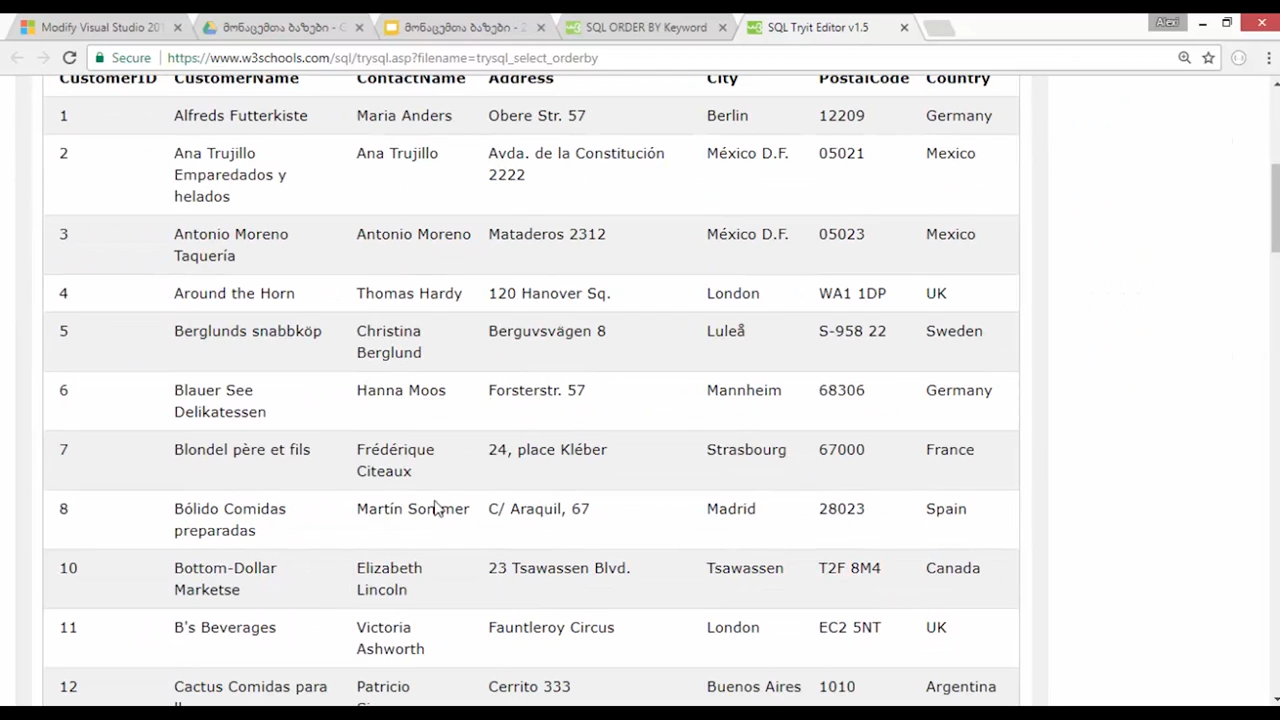 Modify Visual Studio 201
მონაცემთა ბაზები - C
მონაცემთა ბაზები - 2
SQL ORDER BY Keyword
SQL Tryit Editor v1.5
Alexi
Secure https://www.w3schools.com/sql/trysql.asp?filename=trysql_select_orderby
CustomerID CustomerName ContactName Address City PostalCode Country
1 Alfreds Futterkiste Maria Anders Obere Str. 57 Berlin 12209 Germany
2 Ana Trujillo Ana Trujillo Avda. de la Constitución México D.F. 05021 Mexico
Emparedados y 2222
helados
3 Antonio Moreno Antonio Moreno Mataderos 2312 México D.F. 05023 Mexico
Taquería
4 Around the Horn Thomas Hardy 120 Hanover Sq. London WA1 1DP UK
5 Berglunds snabbköp Christina Berguvsvägen 8 Luleå S-958 22 Sweden
Berglund
6 Blauer See Hanna Moos Forsterstr. 57 Mannheim 68306 Germany
Delikatessen
7 Blondel père et fils Frédérique 24, place Kléber Strasbourg 67000 France
Citeaux
8 Bólido Comidas Martín Sommer C/ Araquil, 67 Madrid 28023 Spain
preparadas
10 Bottom-Dollar Elizabeth 23 Tsawassen Blvd. Tsawassen T2F 8M4 Canada
Marketse Lincoln
11 B's Beverages Victoria Fauntleroy Circus London EC2 5NT UK
Ashworth
12 Cactus Comidas para Patricio Cerrito 333 Buenos Aires 1010 Argentina